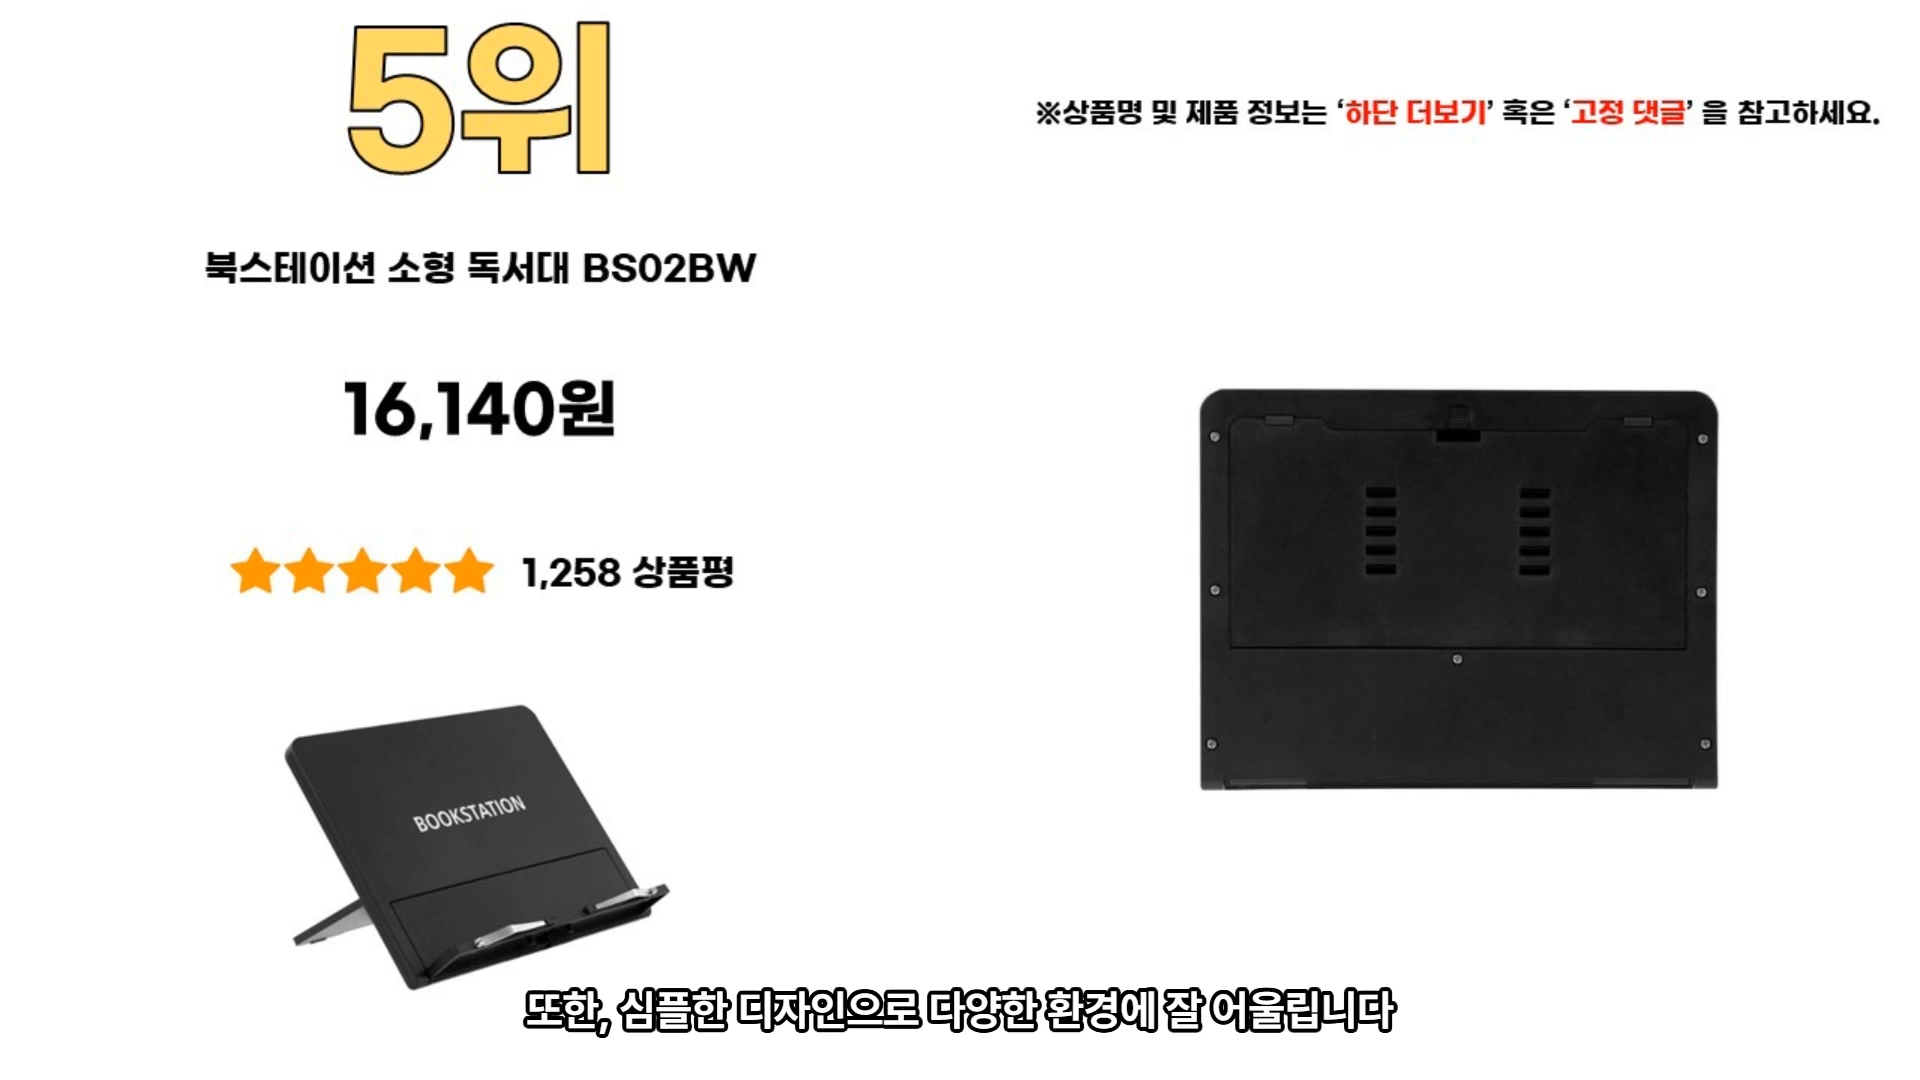 5위
※상품명 및 제품 정보는 ‘하단 더보기’ 혹은 ‘고정 댓글’ 을 참고하세요.
북스테이션 소형 독서대 BS02BW
16,140원
1,258 상품평
BOOKSTATION
또한, 심플한 디자인으로 다양한 환경에 잘 어울립니다